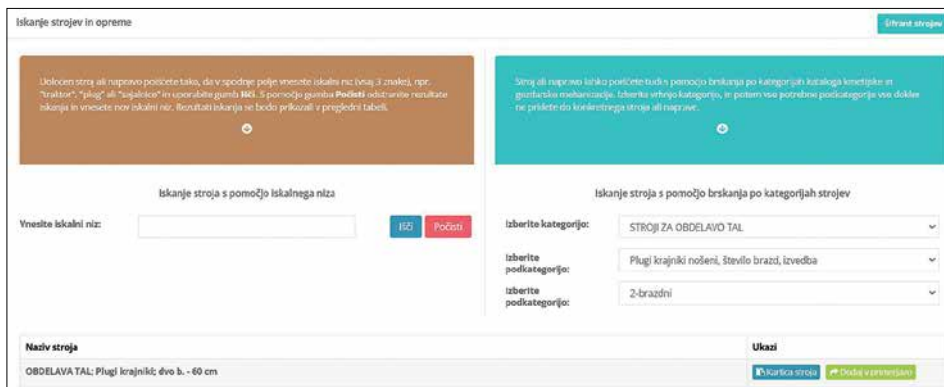 Iskanje strojev in opreme
Šifrant strojev
Določen stroj ali napravo poiščete tako, da v spodnje polje vnesete iskalni niz (vsaj 3 znake), npr.
"traktor", "plug" ali "sejalnica" in uporabite gumb Išči. S pomočjo gumba Počisti odstranite rezultate
iskanja in vnesete nov iskalni niz. Rezultati iskanja se bodo prikazali v pregledni tabeli.
Stroj ali napravo lahko poiščete tudi s pomočjo brskanja po kategorijah kataloga kmetijske in
gozdarske mehanizacije. Izberite vrhnjo kategorijo, in potem vse potrebne podkategorije vse dokler
ne pridete do konkretnega stroja ali naprave.
Iskanje stroja s pomočjo iskalnega niza
Vnesite iskalni niz:
Išči
Počisti
Iskanje stroja s pomočjo brskanja po kategorijah strojev
Izberite kategorijo:
STROJI ZA OBDELAVO TAL
Izberite
podkategorijo:
Plugi krajniki nošeni, število brazd, izvedba
Izberite
podkategorijo:
2-brazdni
Naziv stroja
Ukazi
OBDELAVA TAL; Plugi krajniki; dvo b. - 60 cm
Kartica stroja
Dodaj v primerjavo